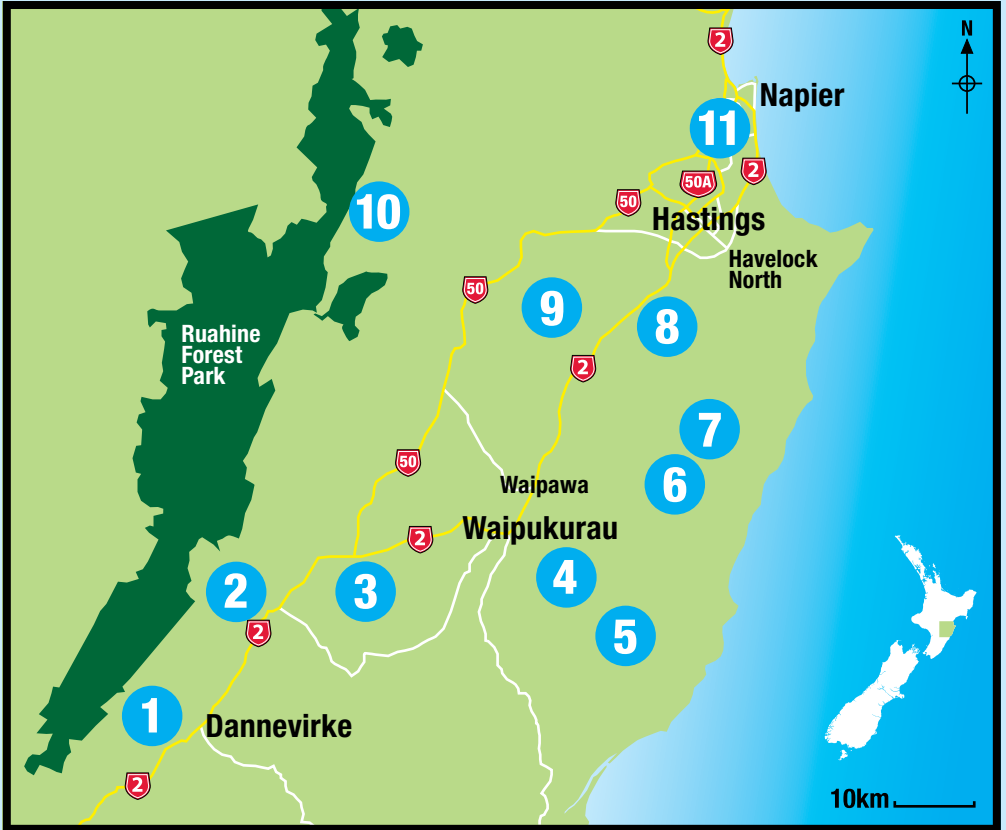 2
N
Napier
11
2
50A
50
10
Hastings
Havelock
North
50
9
8
Ruahine
Forest
Park
2
7
50
6
Waipawa
Waipukurau
2
4
2
3
5
2
1
Dannevirke
2
10km